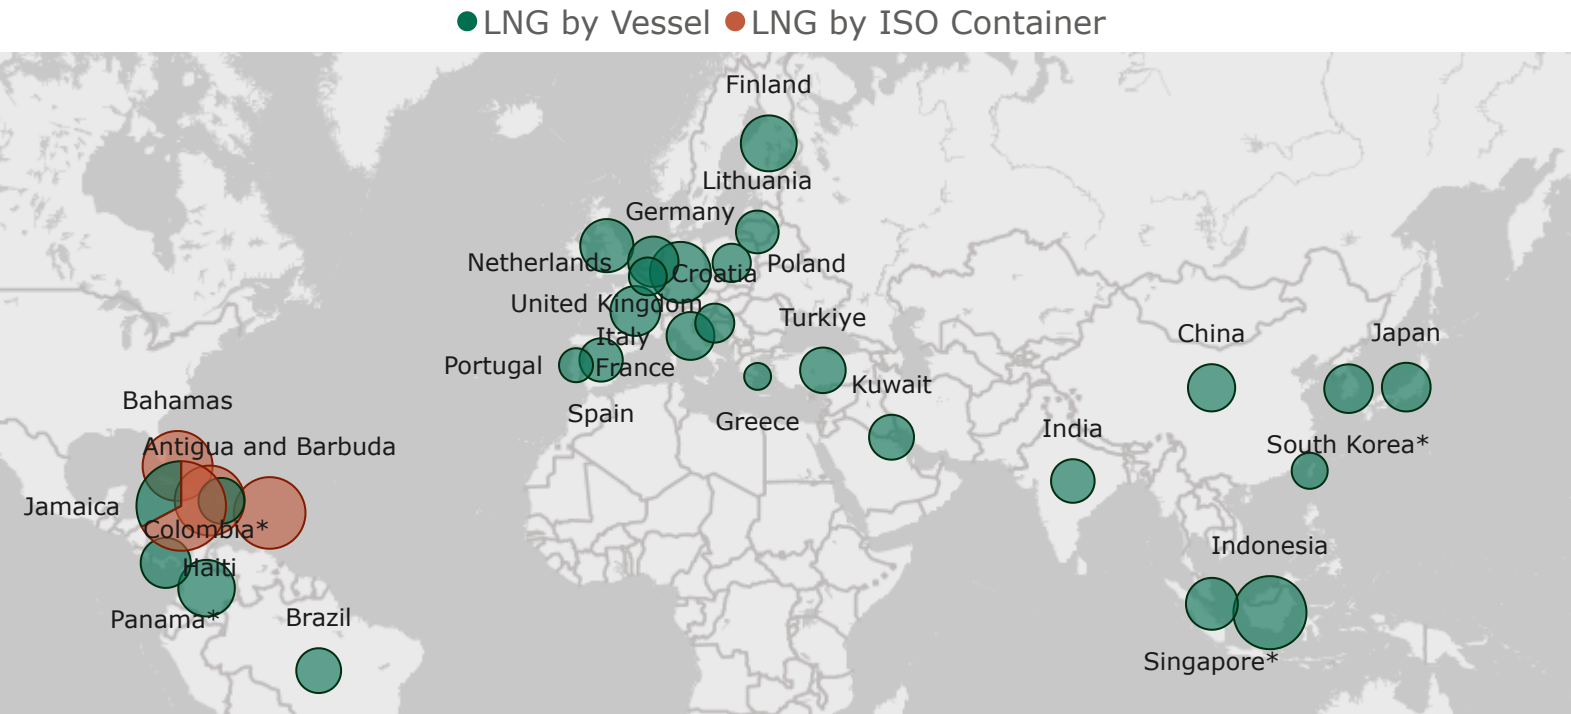 LNG by Vessel LNG by ISO Container
Finland
Lithuania
Germany
Netherlands
Croatia
Poland
United Kingdom
Turkiye
Italy
China
Japan
Portugal
France
Kuwait
Bahamas
Spain
Greece
India
Antigua and Barbuda
South Korea*
Jamaica
Colombia*
Indonesia
Haiti
Panama*
Brazil
Singapore*